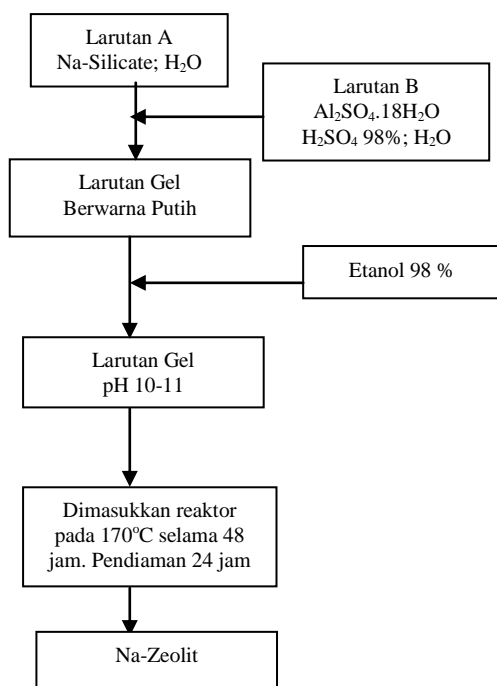 Larutan A
Na-Silicate; H₂O
Larutan B
Al₂SO₄.18H₂O
H₂SO₄ 98%; H₂O
Larutan Gel
Berwarna Putih
Etanol 98 %
Larutan Gel
pH 10-11
Dimasukkan reaktor
pada 170°C selama 48
jam. Pendiaman 24 jam
Na-Zeolit